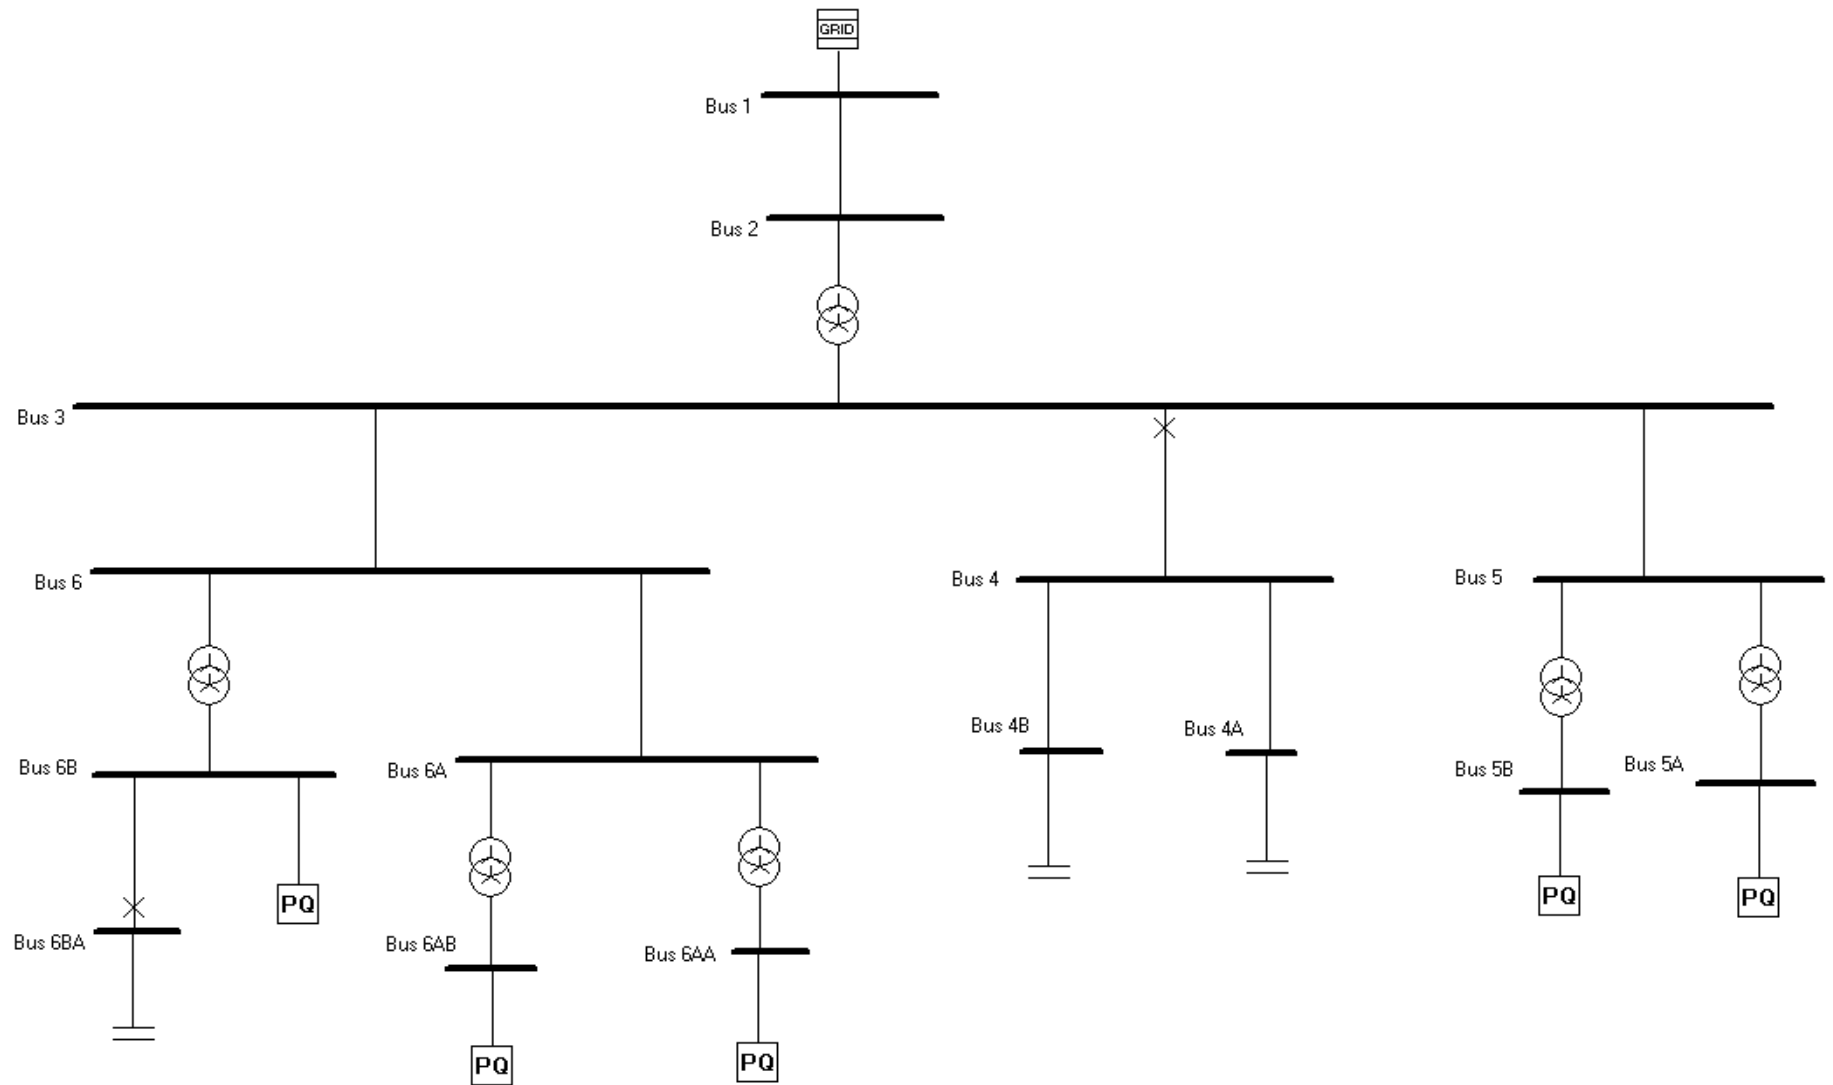 GRID
Bus 1
Bus 2
Bus 3
Bus 6
Bus 4
Bus 5
Bus 4B
Bus 4A
Bus 6B
Bus 6A
Bus 5B
Bus 5A
PQ
PQ
PQ
Bus 6BA
Bus 6AB
Bus 6AA
PQ
PQ